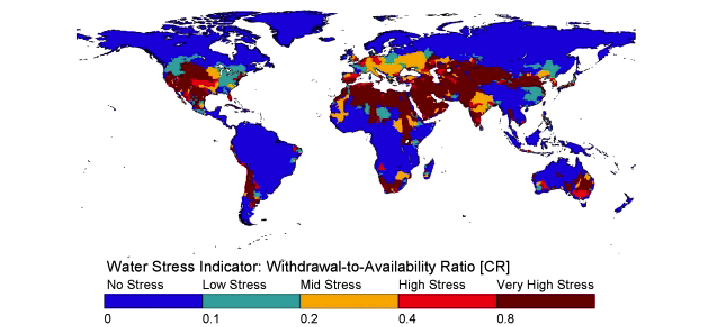 Water Stress Indicator: Withdrawal-to-Availability Ratio [CR]
No Stress Low Stress Mid Stress High Stress Very High Stress
0 0.1 0.2 0.4 0.8